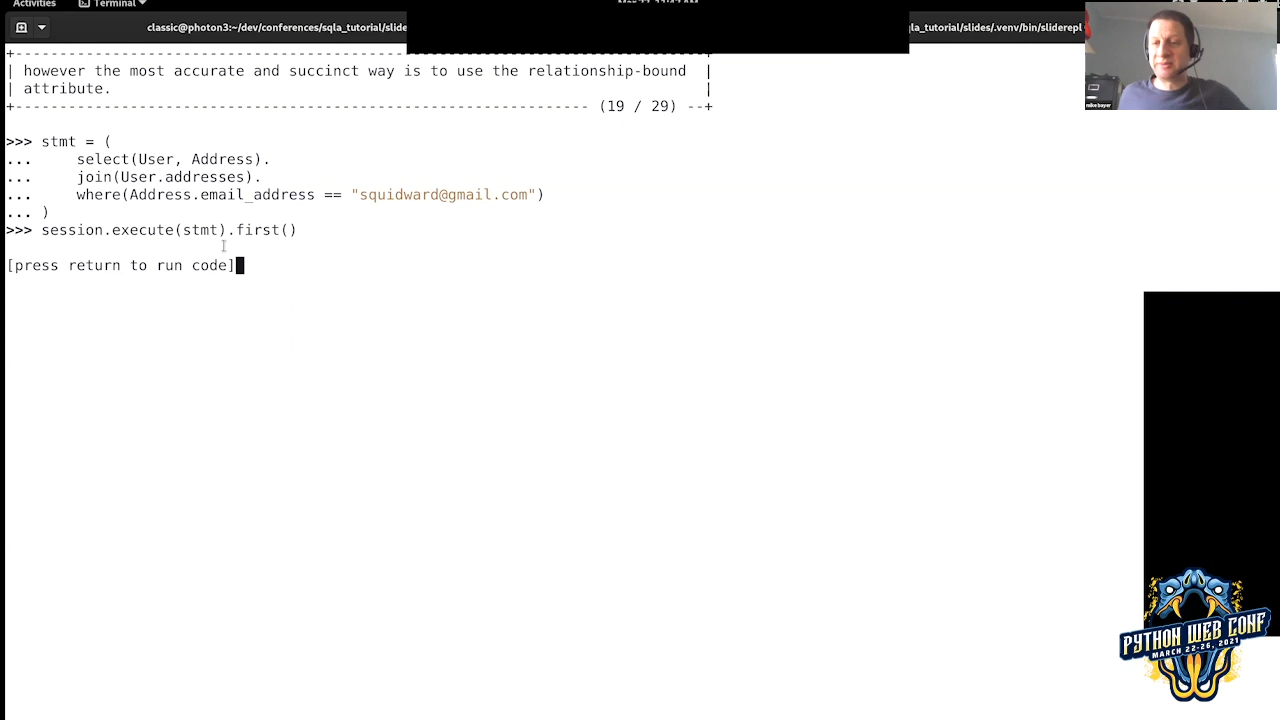 Activities
Terminal
classic@photon3:~/dev/conferences/sqla_tutorial/slide
la_tutorial/slides/.venv/bin/sliderepl
mike bayer
+----------------------------------------------------------------------------+
| however the most accurate and succinct way is to use the relationship-bound |
| attribute. |
+----------------------------------------------------------------- (19 / 29) --+
>>> stmt = (
... select(User, Address).
... join(User.addresses).
... where(Address.email_address == "squidward@gmail.com")
... )
>>> session.execute(stmt).first()
[press return to run code]
PYTHON WEB CONF
MARCH 22-26, 2021